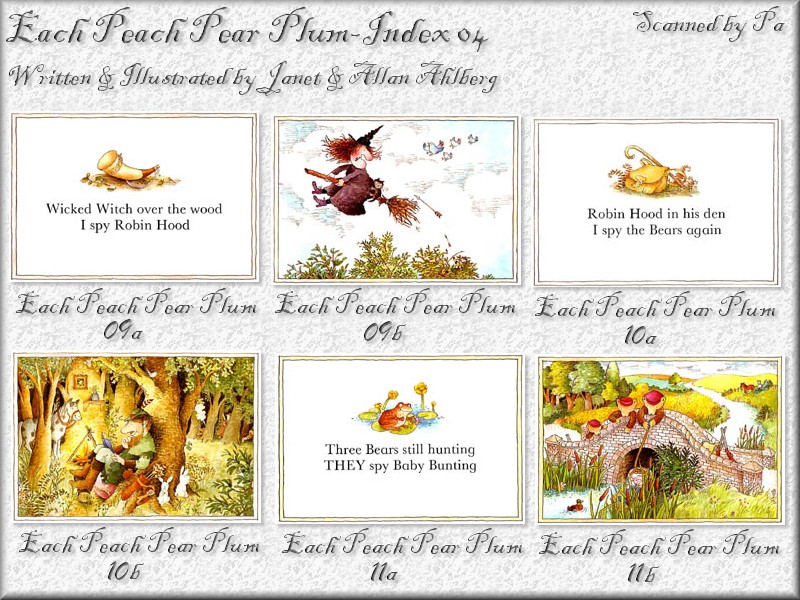 Each Peach Pear Plum-Index 04
Scanned by Pa
Written & Illustrated by Janet & Allan Ahlberg
Wicked Witch over the wood
I spy Robin Hood
Robin Hood in his den
I spy the Bears again
Each Peach Pear Plum
09a
Each Peach Pear Plum
09b
Each Peach Pear Plum
10a
Three Bears still hunting
THEY spy Baby Bunting
Each Peach Pear Plum
10b
Each Peach Pear Plum
11a
Each Peach Pear Plum
11b